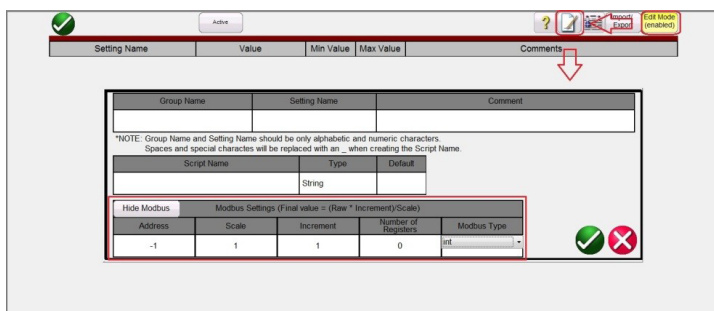 Active
?
Import/
Export
Edit Mode
(enabled)
Setting Name Value Min Value Max Value Comments
Group Name Setting Name Comment
*NOTE: Group Name and Setting Name should be only alphabetic and numeric characters.
Spaces and special charactes will be replaced with an _ when creating the Script Name.
Script Name Type Default
String
Hide Modbus Modbus Settings (Final value = (Raw * Increment)/Scale)
Address Scale Increment Number of
Registers Modbus Type
-1 1 1 0 int